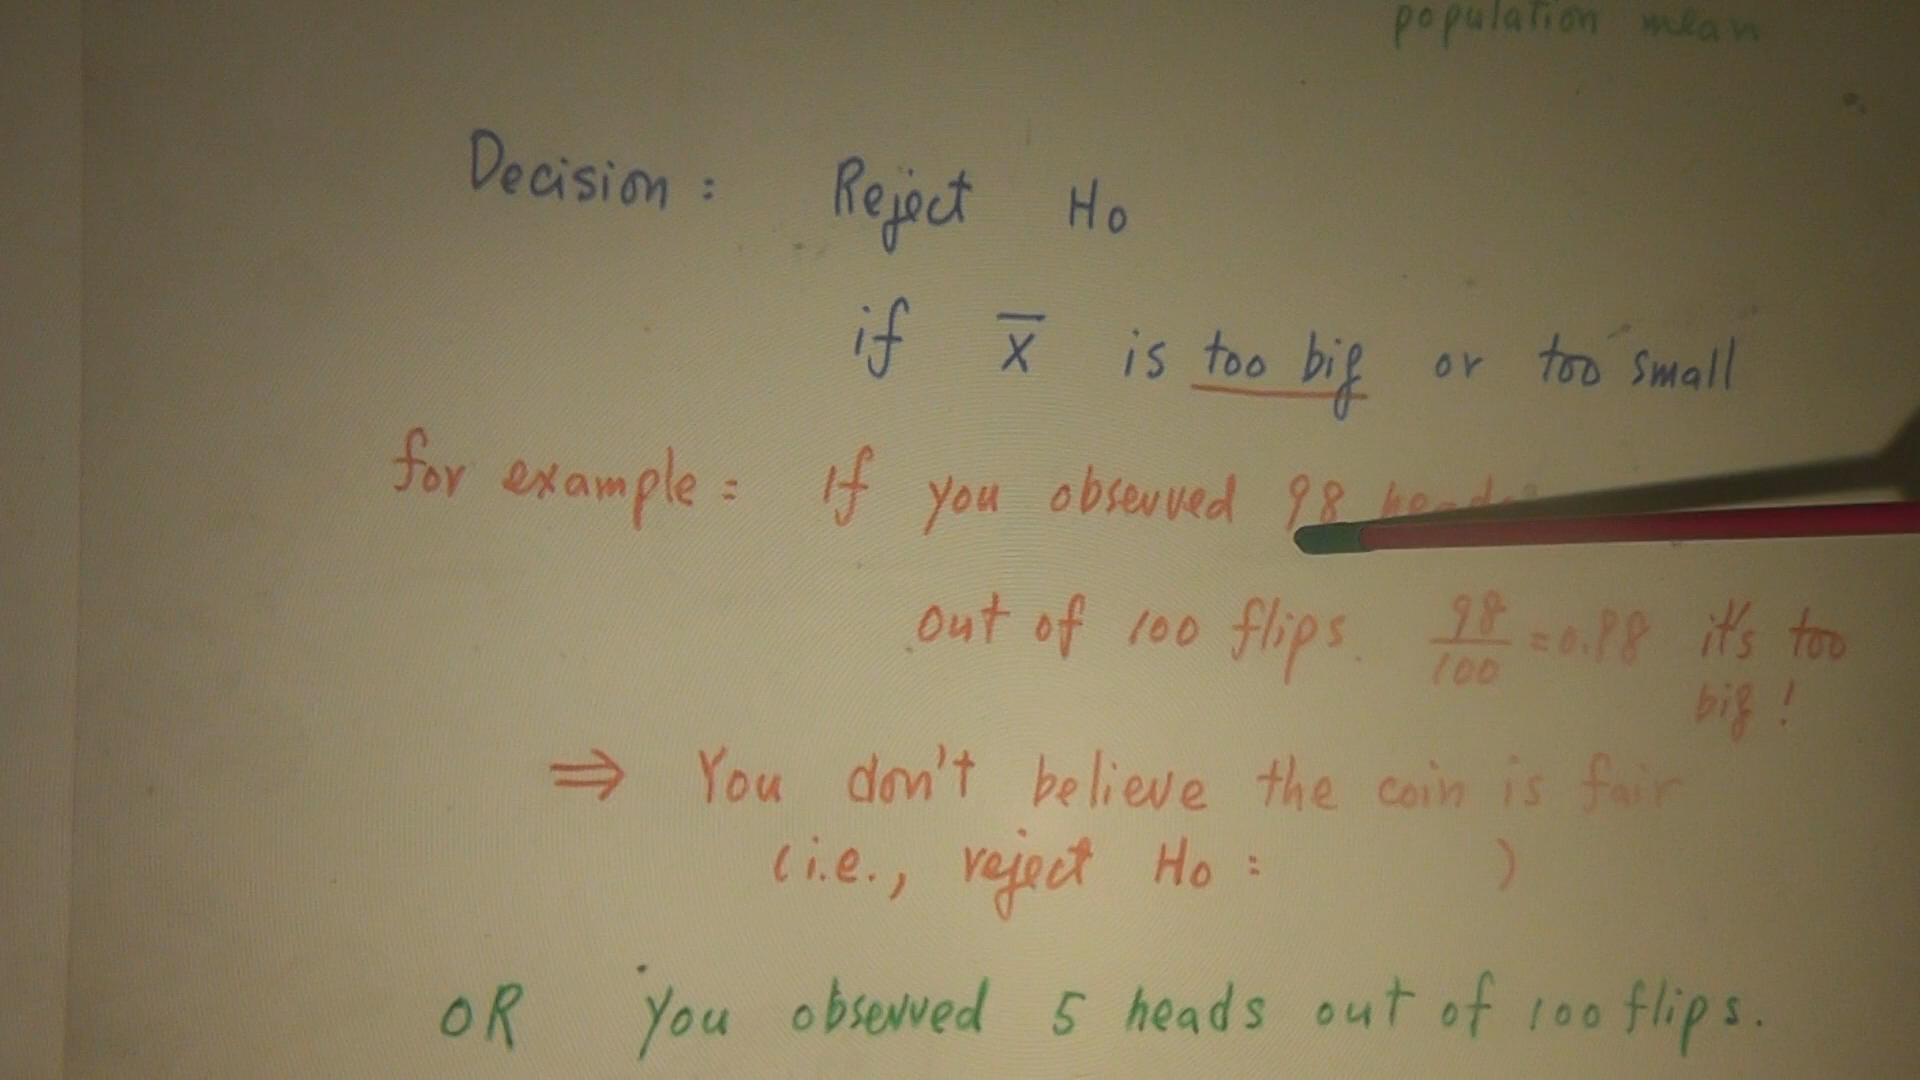 population mean
Decision: Reject Ho
if x̄ is too big or too small
for example: If you observed 98 heads
out of 100 flips. 98/100 = 0.98 it's too
big!
⇒ You don't believe the coin is fair
(i.e., reject Ho: )
OR You observed 5 heads out of 100 flips.